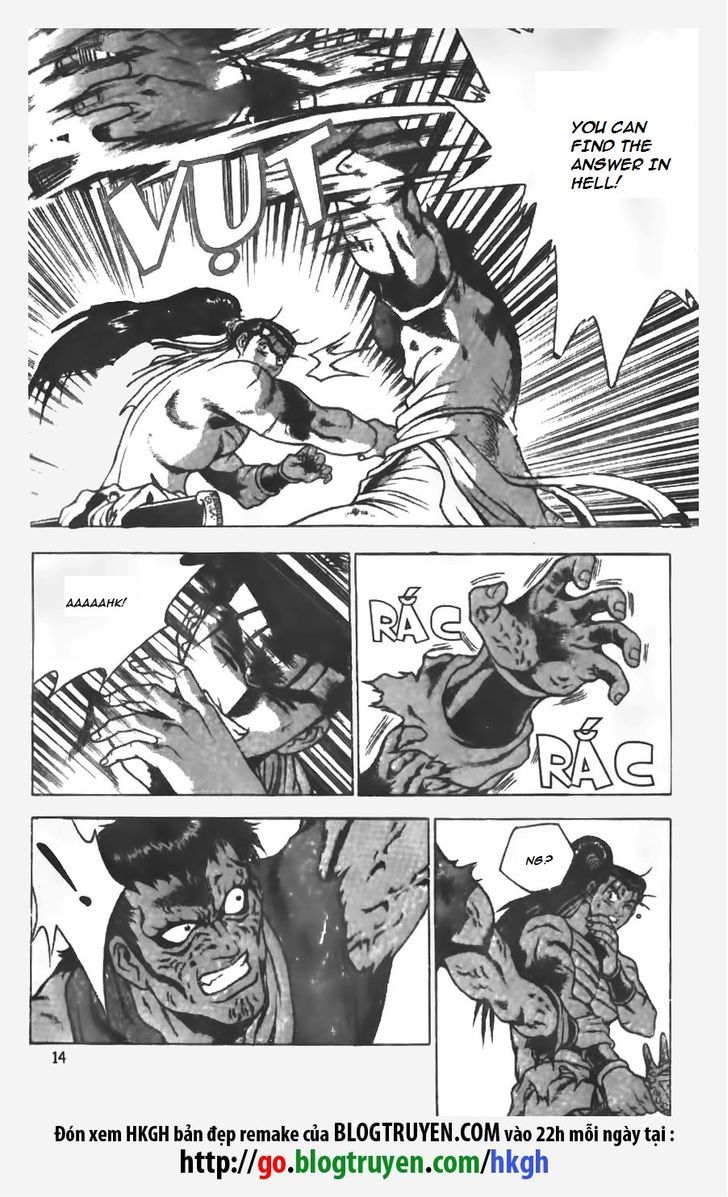 YOU CAN
FIND THE
ANSWER IN
HELL!
VỤT
AAAAAHK!
RẮC
RẮC
!
NG?
14
Đón xem HKGH bản đẹp remake của BLOGTRUYEN.COM vào 22h mỗi ngày tại :
http://go.blogtruyen.com/hkgh